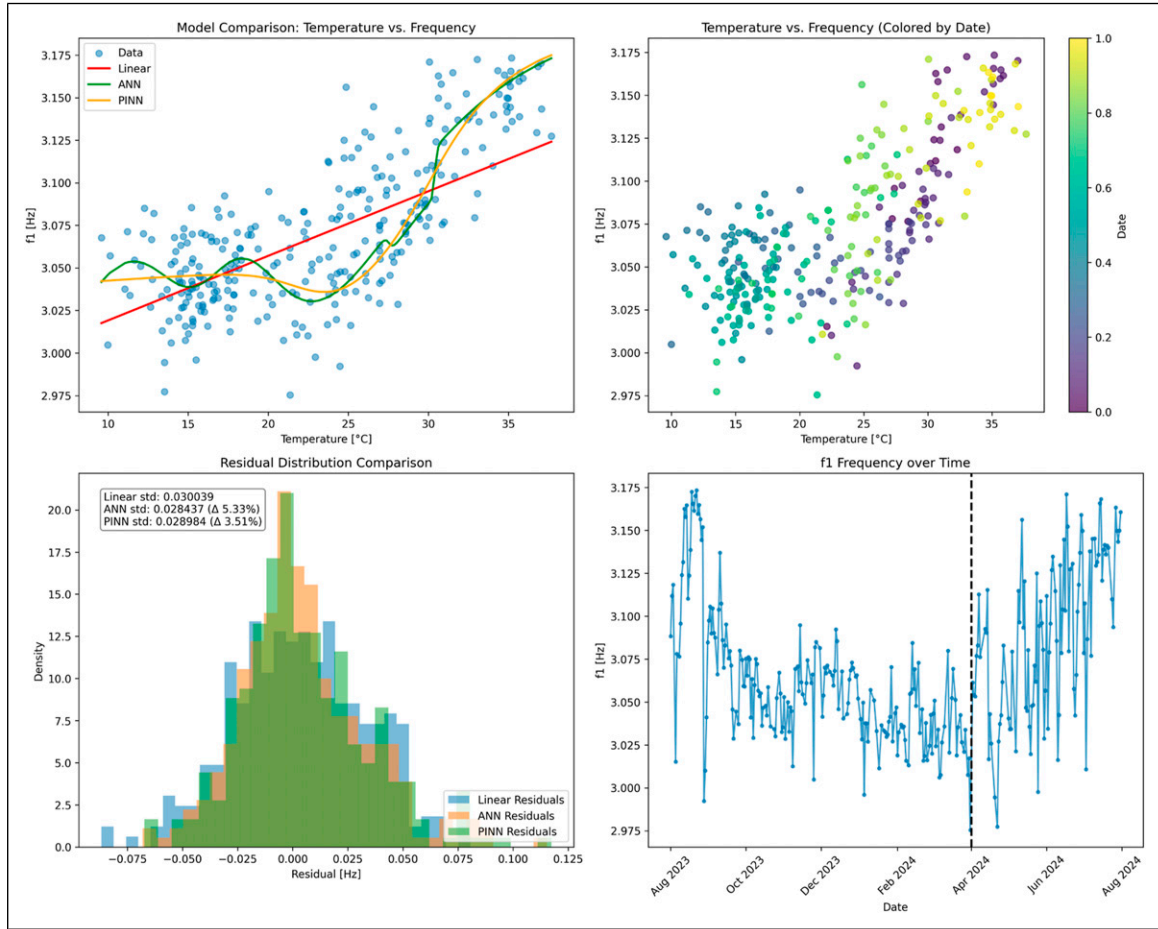 Model Comparison: Temperature vs. Frequency
Data
Linear
ANN
PINN
3.175
3.150
3.125
3.100
3.075
3.050
3.025
3.000
2.975
f1 [Hz]
10 15 20 25 30 35
Temperature [°C]
Temperature vs. Frequency (Colored by Date)
3.175
3.150
3.125
3.100
3.075
3.050
3.025
3.000
2.975
f1 [Hz]
10 15 20 25 30 35
Temperature [°C]
1.0
0.8
0.6
0.4
0.2
0.0
Date
Residual Distribution Comparison
Linear std: 0.030039
ANN std: 0.028437 (Δ 5.33%)
PINN std: 0.028984 (Δ 3.51%)
20.0
17.5
15.0
12.5
10.0
7.5
5.0
2.5
0.0
Density
Linear Residuals
ANN Residuals
PINN Residuals
−0.075 −0.050 −0.025 0.000 0.025 0.050 0.075 0.100 0.125
Residual [Hz]
f1 Frequency over Time
3.175
3.150
3.125
3.100
3.075
3.050
3.025
3.000
2.975
f1 [Hz]
Aug 2023 Oct 2023 Dec 2023 Feb 2024 Apr 2024 Jun 2024 Aug 2024
Date